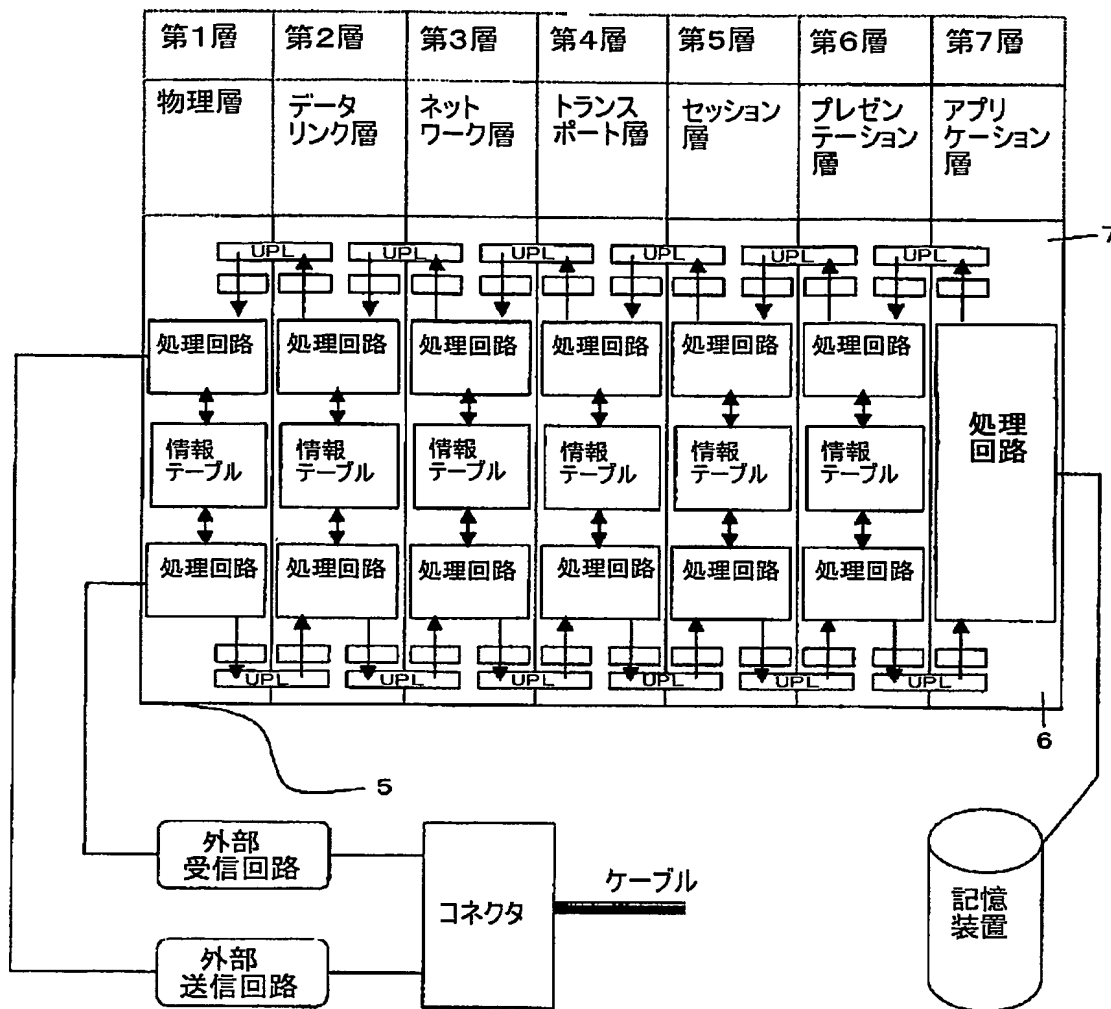 第1層 第2層 第3層 第4層 第5層 第6層 第7層
物理層 データ ネット トランス セッション プレゼン アプリ
リンク層 ワーク層 ポート層 層 テーション ケーション
層 層
7
UPL UPL UPL UPL UPL UPL
処理回路 処理回路 処理回路 処理回路 処理回路 処理回路
処理
回路
情報 情報 情報 情報 情報 情報
テーブル テーブル テーブル テーブル テーブル テーブル
処理回路 処理回路 処理回路 処理回路 処理回路 処理回路
UPL UPL UPL UPL UPL UPL
6
5
外部
受信回路
コネクタ
ケーブル
記憶
装置
外部
送信回路